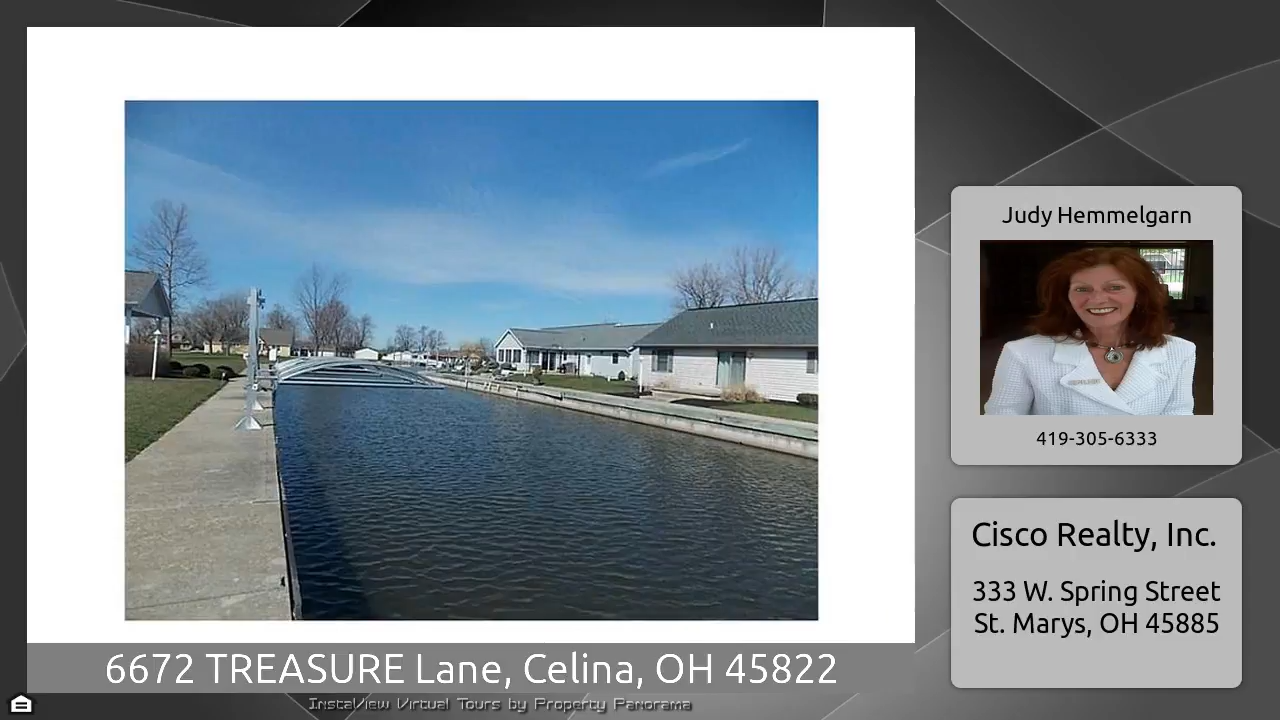 Judy Hemmelgarn
419-305-6333
Cisco Realty, Inc.
333 W. Spring Street
St. Marys, OH 45885
6672 TREASURE Lane, Celina, OH 45822
InstaView Virtual Tours by Property Panorama